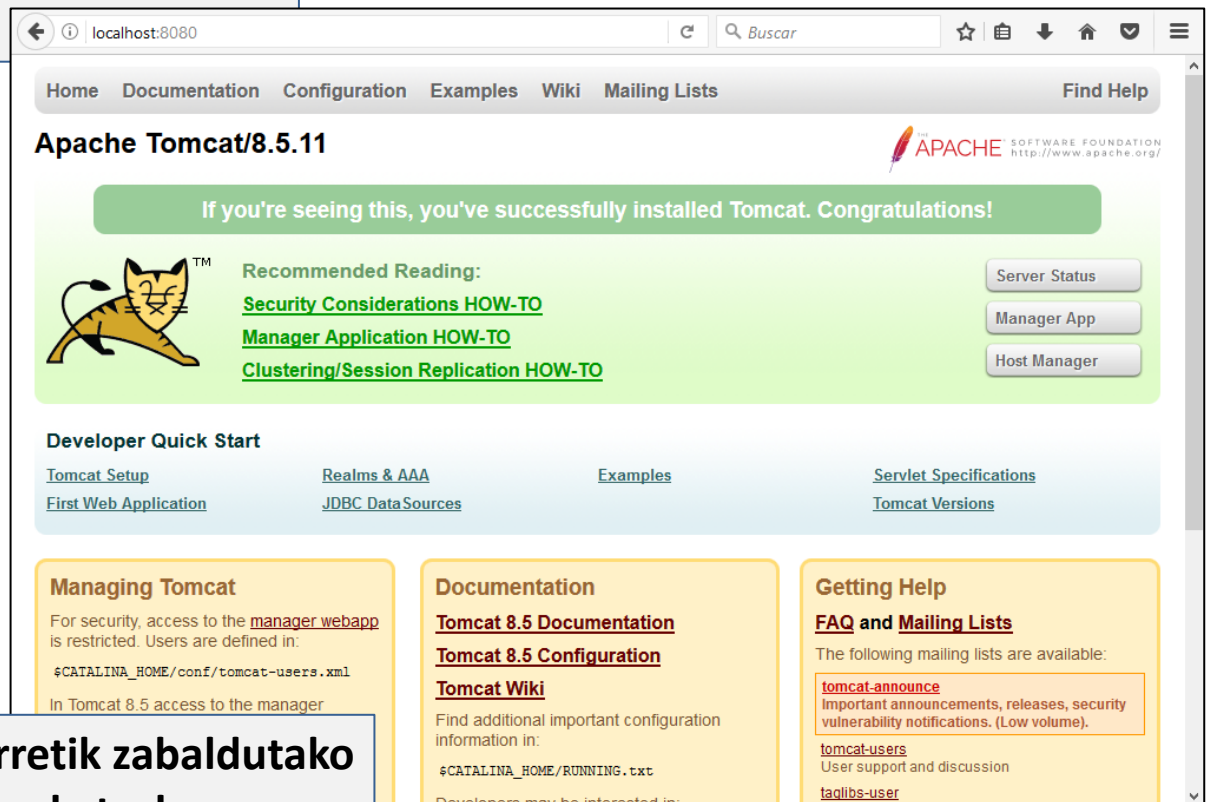 localhost:8080
Buscar
Home Documentation Configuration Examples Wiki Mailing Lists Find Help
Apache Tomcat/8.5.11
THE APACHE SOFTWARE FOUNDATION
http://www.apache.org/
If you're seeing this, you've successfully installed Tomcat. Congratulations!
TM
Recommended Reading:
Security Considerations HOW-TO
Manager Application HOW-TO
Clustering/Session Replication HOW-TO
Server Status
Manager App
Host Manager
Developer Quick Start
Tomcat Setup
First Web Application
Realms & AAA
JDBC DataSources
Examples
Servlet Specifications
Tomcat Versions
Managing Tomcat
For security, access to the manager webapp
is restricted. Users are defined in:
$CATALINA_HOME/conf/tomcat-users.xml
In Tomcat 8.5 access to the manager
Documentation
Tomcat 8.5 Documentation
Tomcat 8.5 Configuration
Tomcat Wiki
Find additional important configuration
information in:
$CATALINA_HOME/RUNNING.txt
Developers may be interested in:
Getting Help
FAQ and Mailing Lists
The following mailing lists are available:
tomcat-announce
Important announcements, releases, security
vulnerability notifications. (Low volume).
tomcat-users
User support and discussion
taglibs-user
zabaldutako